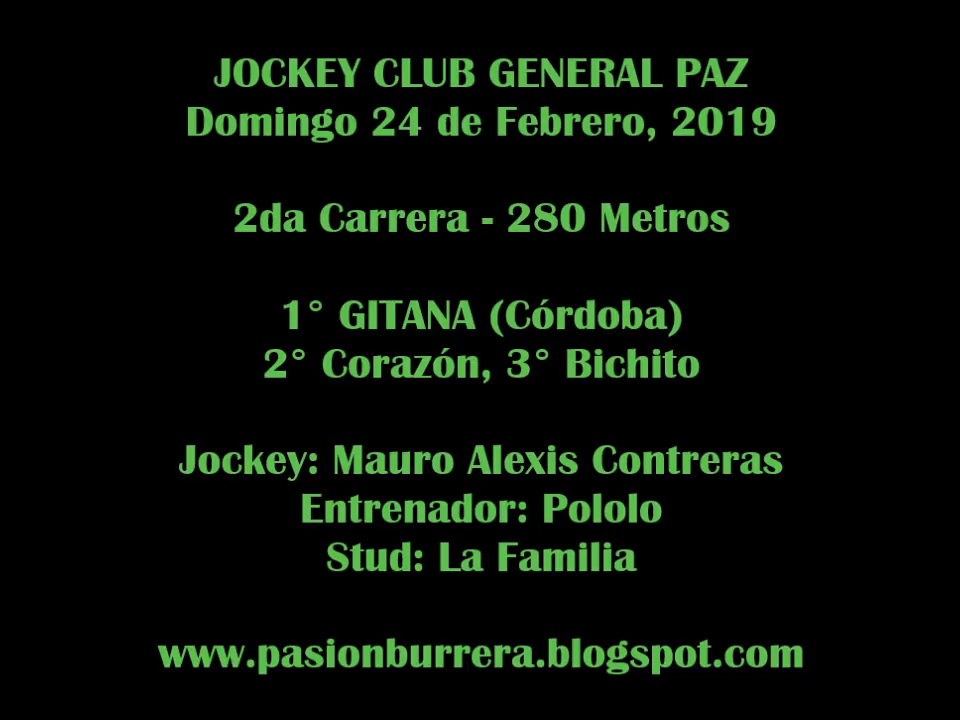 JOCKEY CLUB GENERAL PAZ
Domingo 24 de Febrero, 2019
2da Carrera - 280 Metros
1° GITANA (Córdoba)
2° Corazón, 3° Bichito
Jockey: Mauro Alexis Contreras
Entrenador: Pololo
Stud: La Familia
www.pasionburrera.blogspot.com